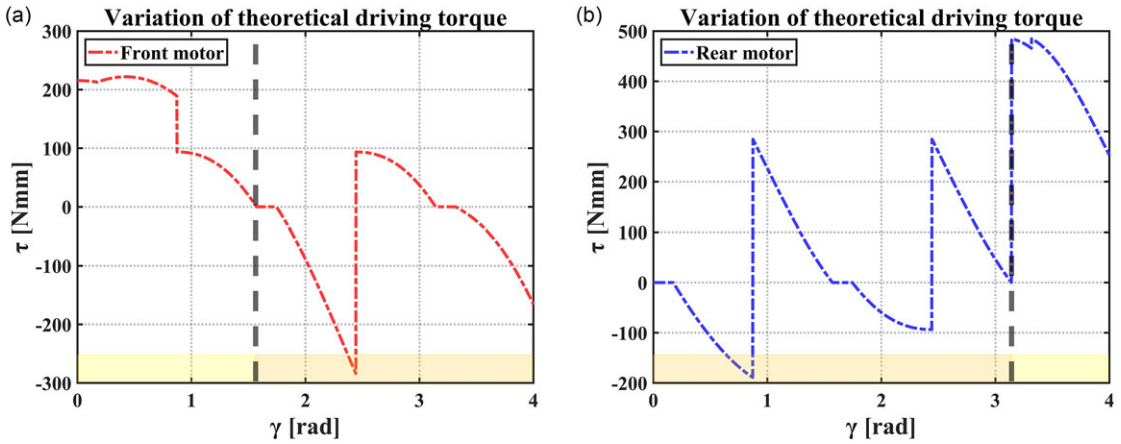 (a)
Variation of theoretical driving torque
300
200
100
0
-100
-200
-300
τ [Nmm]
Front motor
0 1 2 3 4
γ [rad]
(b)
Variation of theoretical driving torque
500
400
300
200
100
0
-100
-200
τ [Nmm]
Rear motor
0 1 2 3 4
γ [rad]